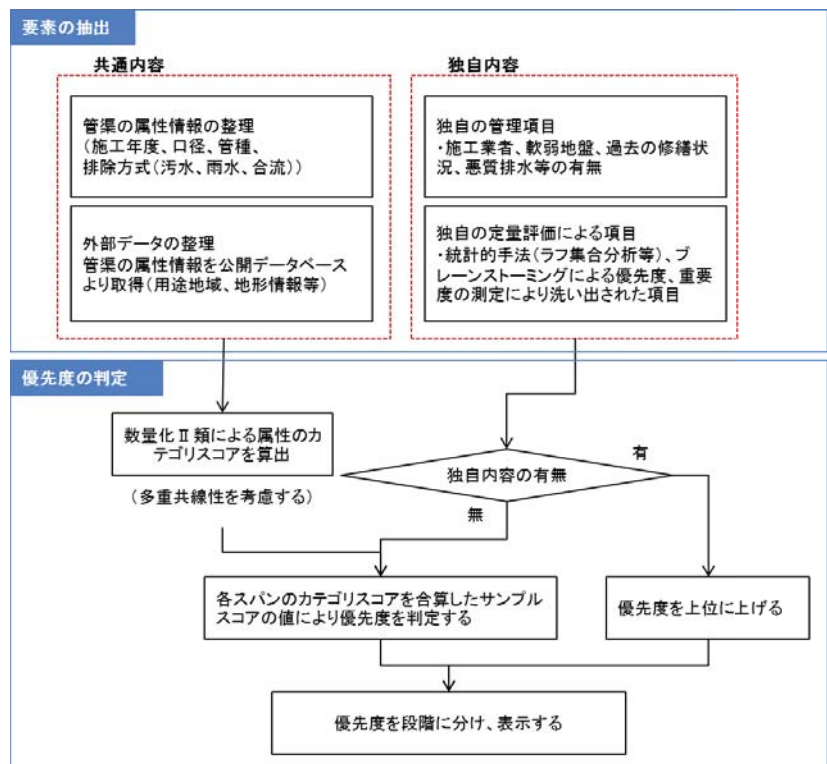 要素の抽出
共通内容
管渠の属性情報の整理
（施工年度、口径、管種、
排除方式（汚水、雨水、合流））
外部データの整理
管渠の属性情報を公開データベース
より取得（用途地域、地形情報等）
独自内容
独自の管理項目
・施工業者、軟弱地盤、過去の修繕状
況、悪質排水等の有無
独自の定量評価による項目
・統計的手法（ラフ集合分析等）、ブ
レーンストーミングによる優先度、重要
度の測定により洗い出された項目
優先度の判定
数量化Ⅱ類による属性のカ
テゴリスコアを算出
（多重共線性を考慮する）
独自内容の有無
有
無
各スパンのカテゴリスコアを合算したサンプル
スコアの値により優先度を判定する
優先度を上位に上げる
優先度を段階に分け、表示する